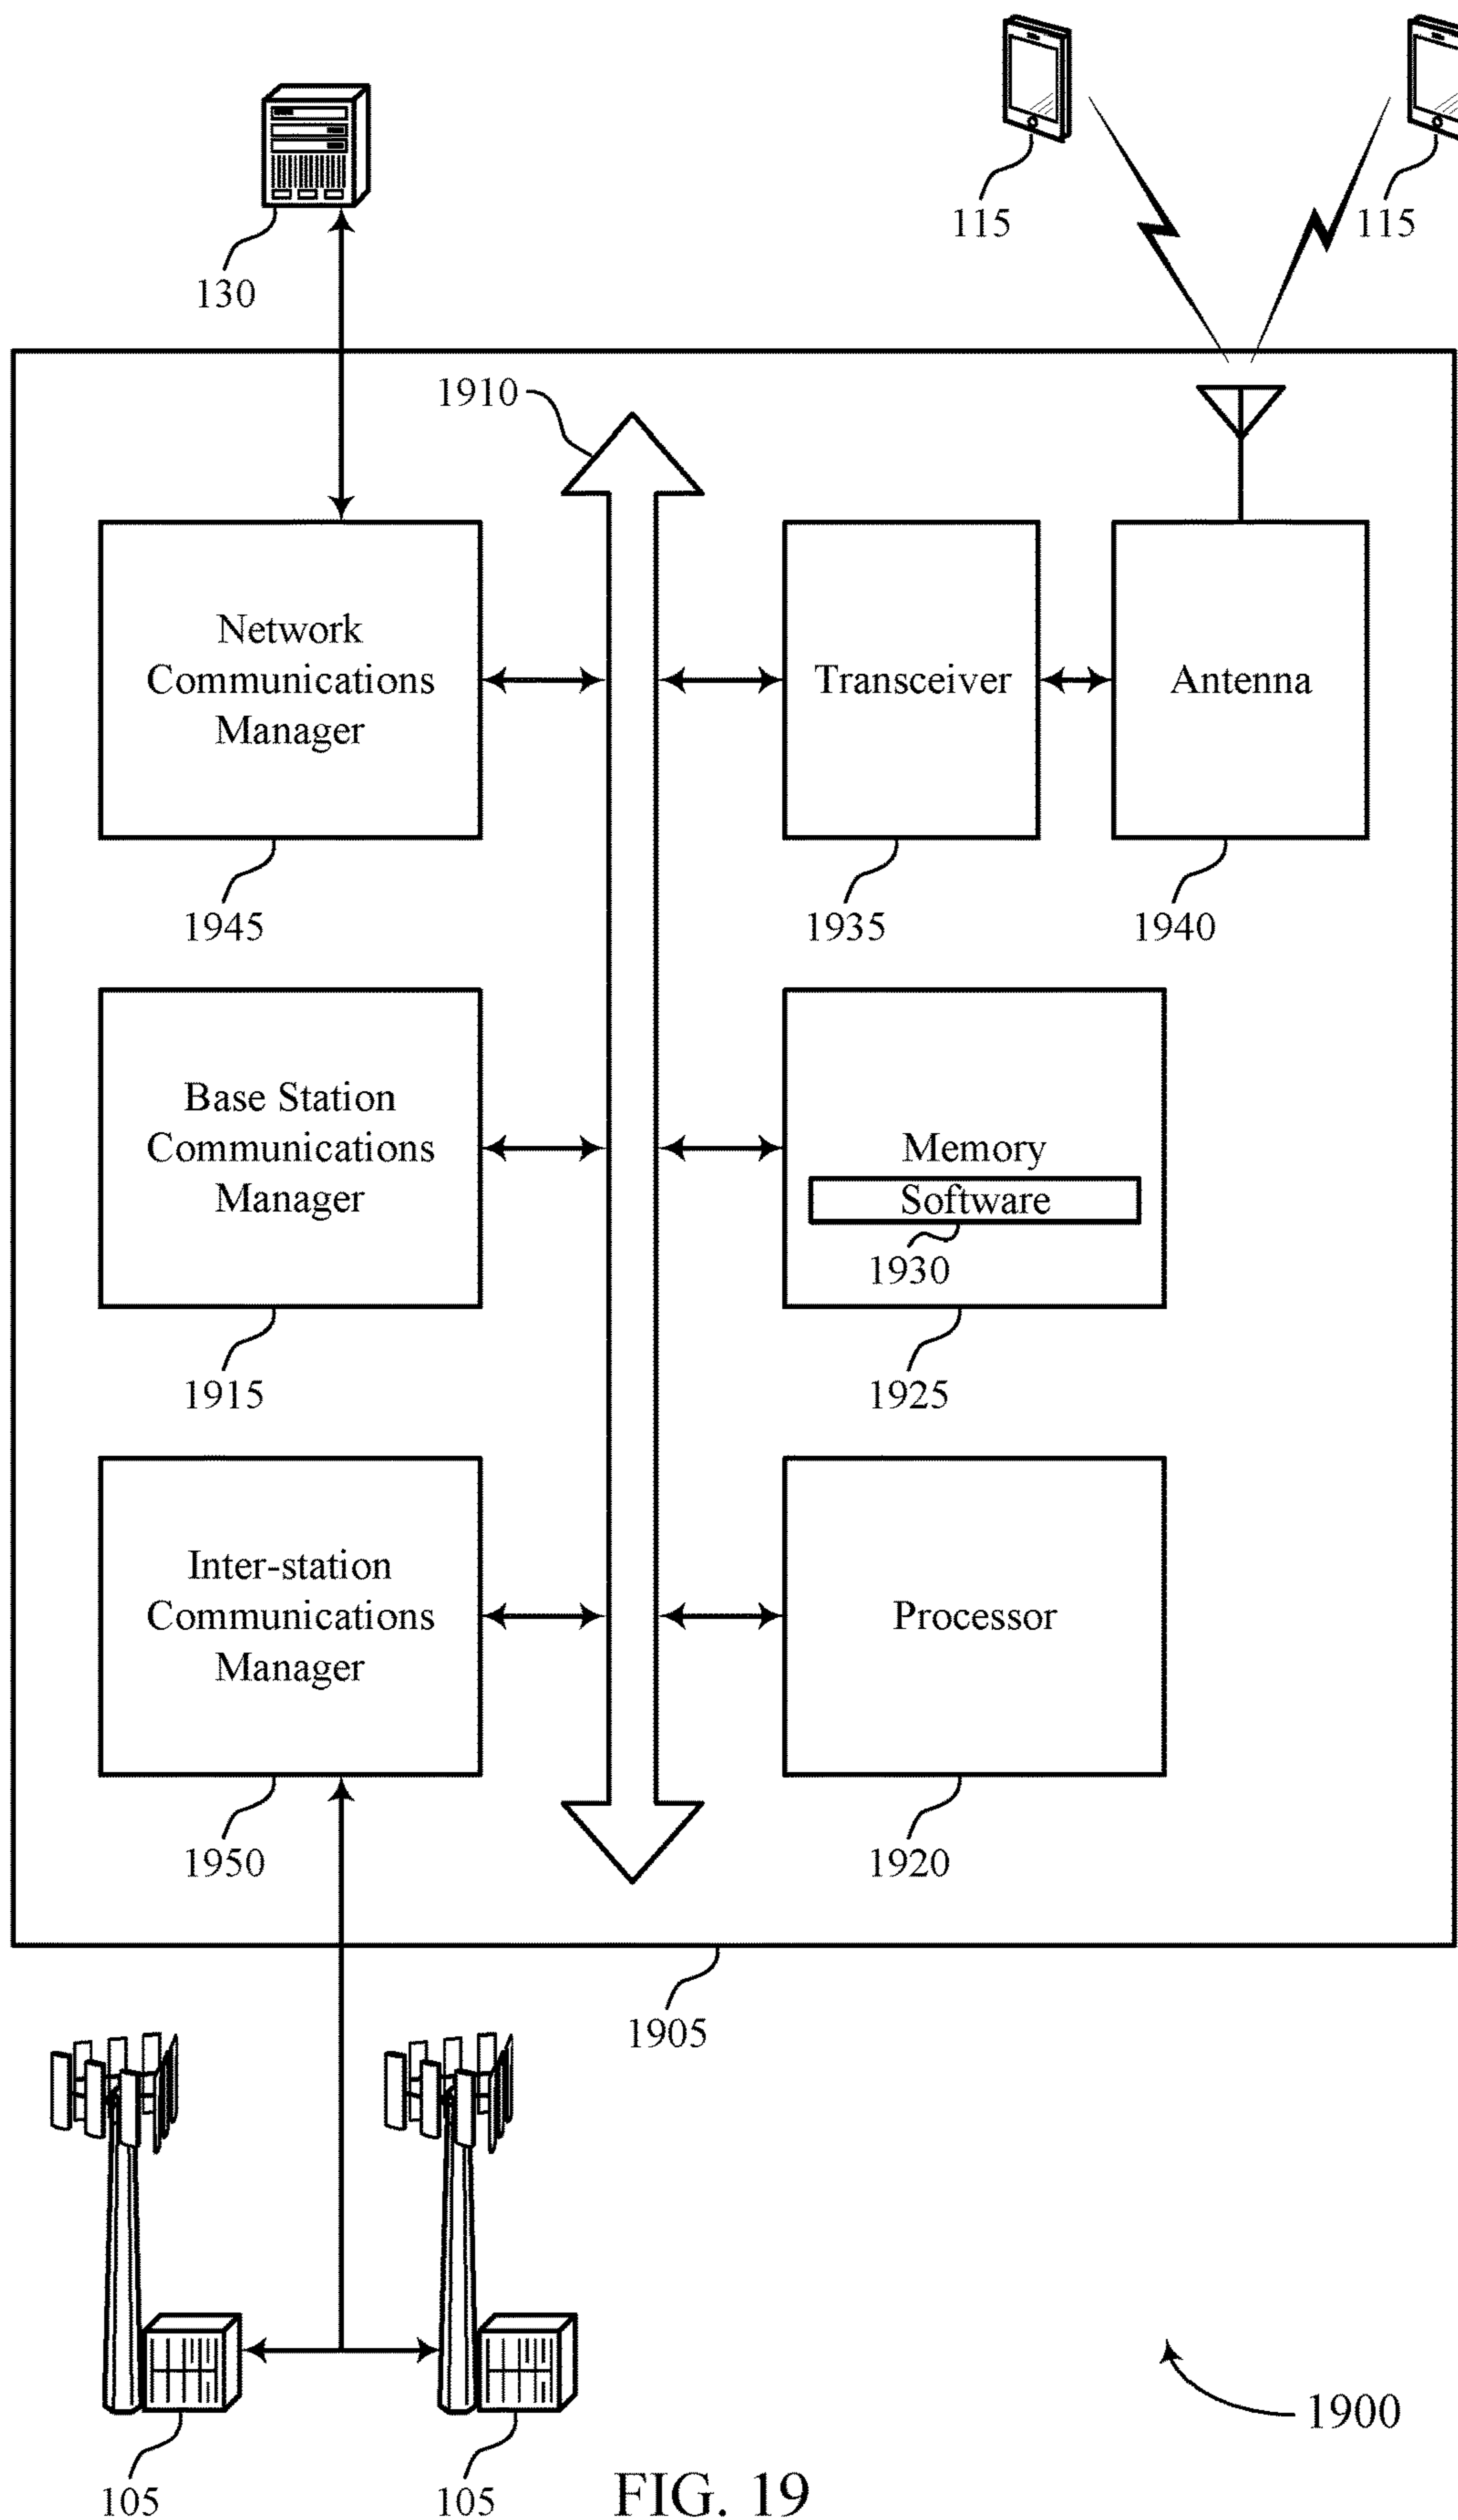 115
115
130
1910
Network
Communications
Manager
Transceiver
Antenna
1945
1935
1940
Base Station
Communications
Manager
Memory
Software
1930
1915
1925
Inter-station
Communications
Manager
Processor
1950
1920
1905
1900
105
105
FIG. 19